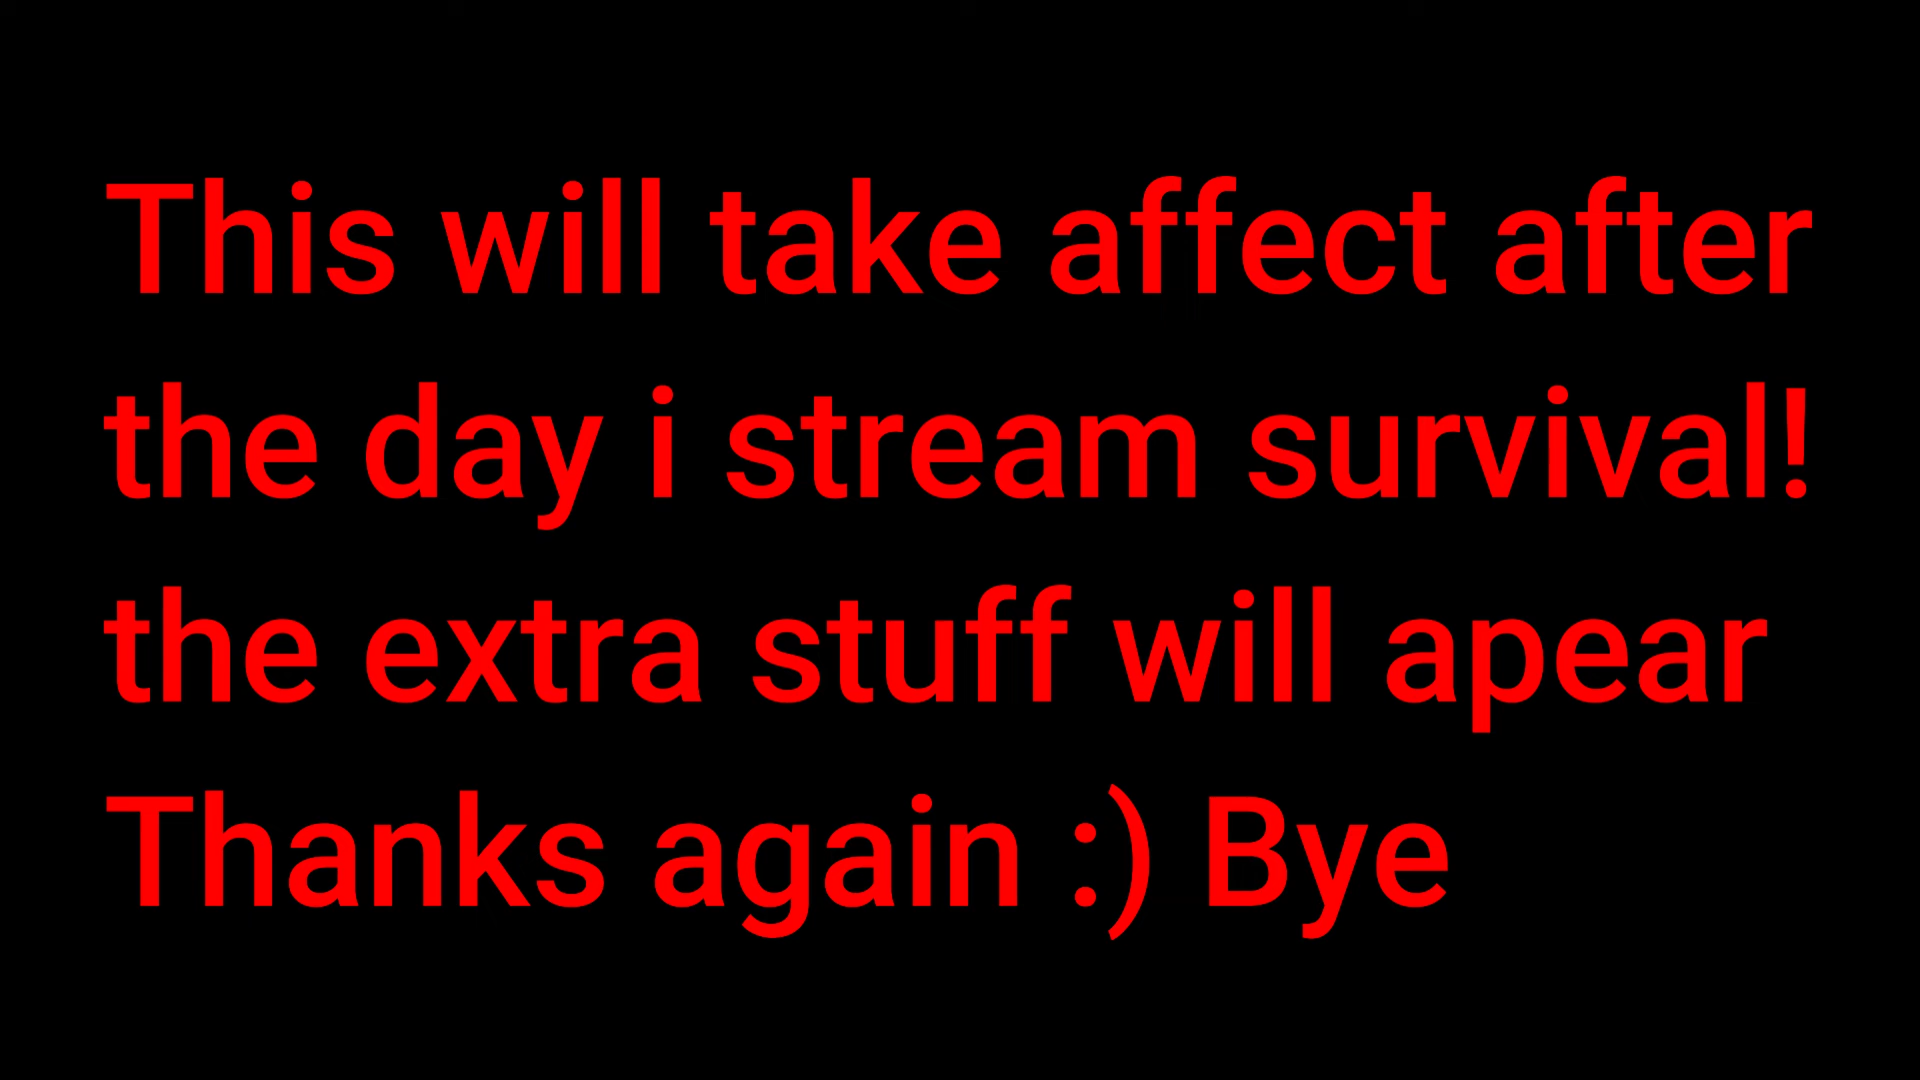 This will take affect after
the day i stream survival!
the extra stuff will apear
Thanks again :) Bye